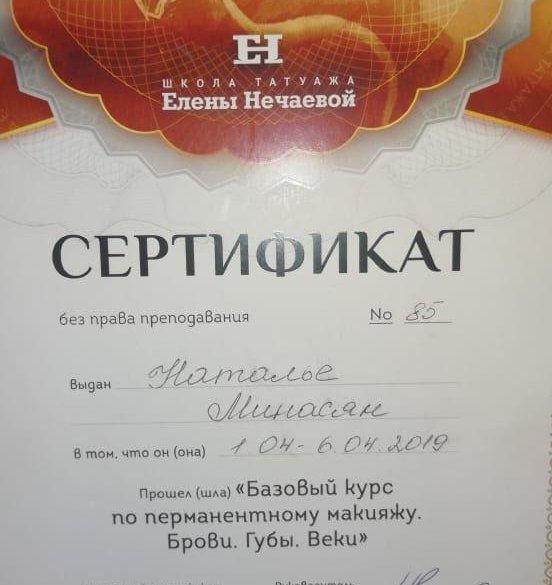 ЕН
ШКОЛА ТАТУАЖА
Елены Нечаевой
СЕРТИФИКАТ
без права преподавания No 85
Выдан Наталье
Минасян
В том, что он (она) 1 04 - 6.04.2019
Прошел (шла) «Базовый курс
по перманентному макияжу.
Брови. Губы. Веки»